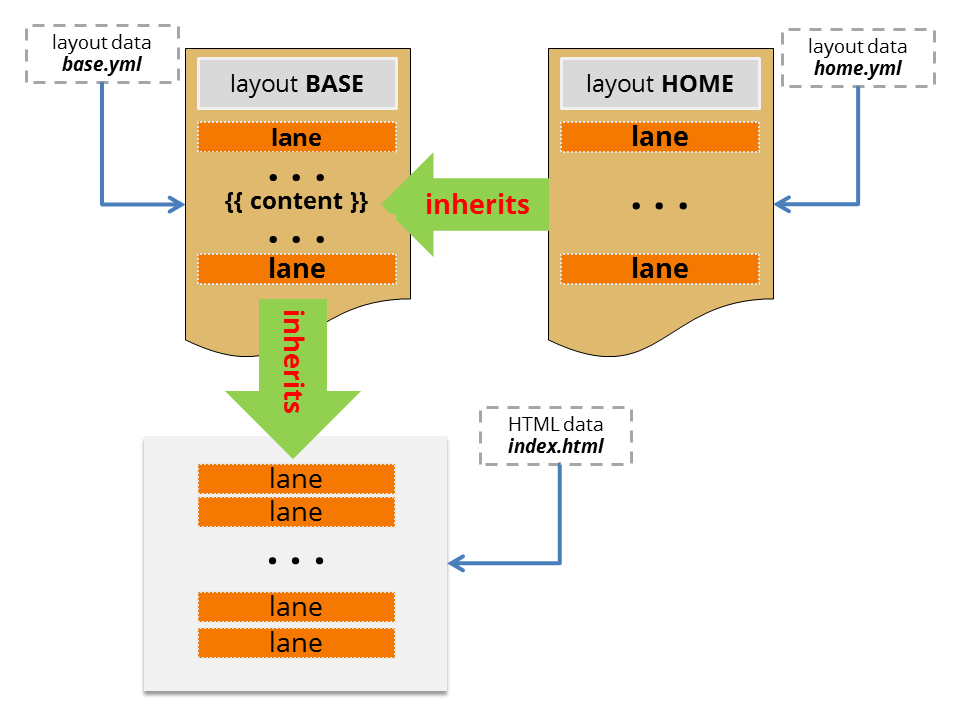 layout data
base.yml
layout BASE
lane
. . .
{{ content }}
. . .
lane
inherits
layout data
home.yml
layout HOME
lane
. . .
lane
inherits
HTML data
index.html
lane
lane
. . .
lane
lane